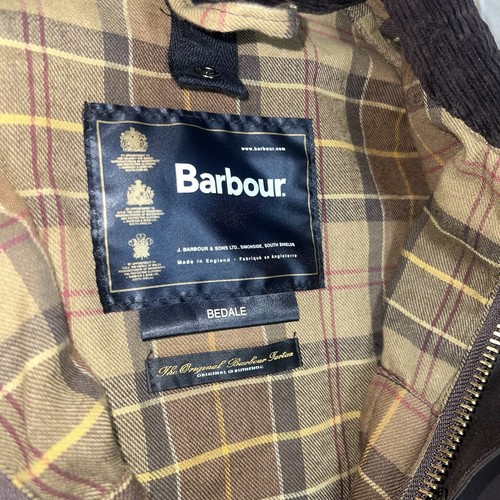 www.barbour.com
Barbour.
J. BARBOUR & SONS LTD., SIMONSIDE, SOUTH SHIELDS
Made in England - Fabriqué en Angleterre
BEDALE
The Original Barbour Tartan
ORIGINAL & AUTHENTIC